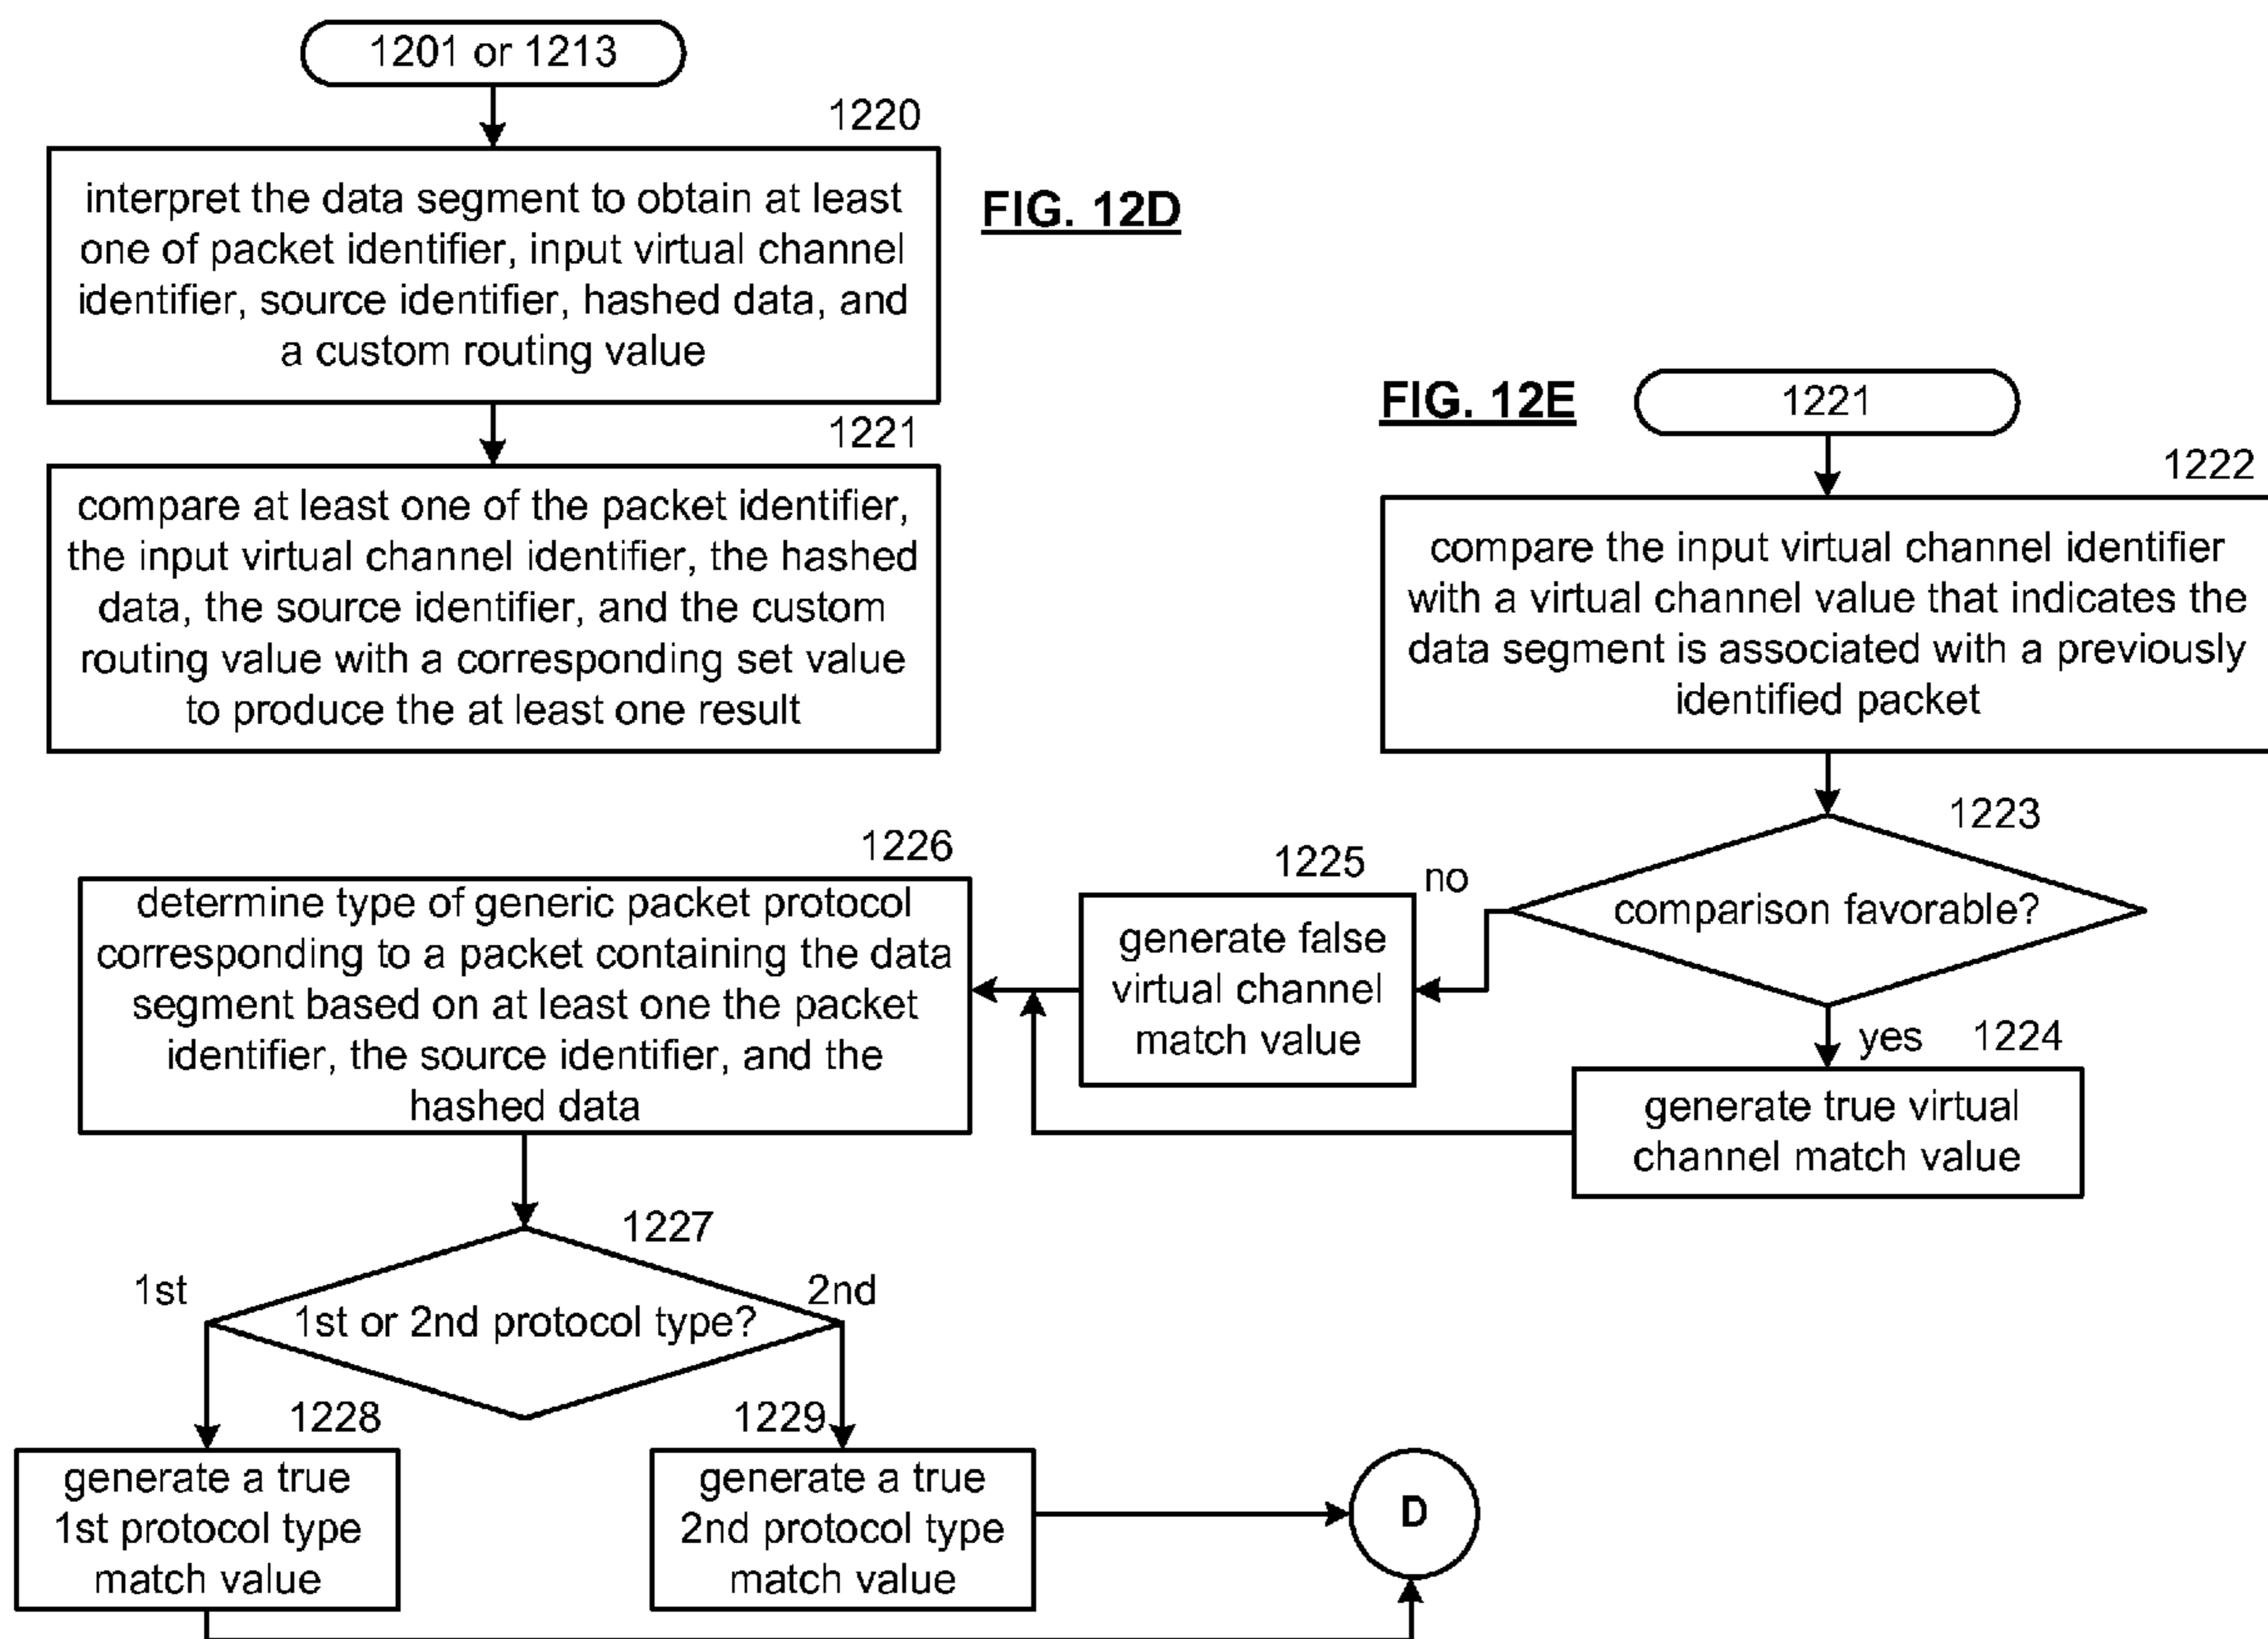 1201 or 1213
1220
interpret the data segment to obtain at least
one of packet identifier, input virtual channel
identifier, source identifier, hashed data, and
a custom routing value
FIG. 12D
1221
compare at least one of the packet identifier,
the input virtual channel identifier, the hashed
data, the source identifier, and the custom
routing value with a corresponding set value
to produce the at least one result
FIG. 12E
1221
1222
compare the input virtual channel identifier
with a virtual channel value that indicates the
data segment is associated with a previously
identified packet
1223
comparison favorable?
no
yes
1224
generate true virtual
channel match value
1225
generate false
virtual channel
match value
1226
determine type of generic packet protocol
corresponding to a packet containing the data
segment based on at least one the packet
identifier, the source identifier, and the
hashed data
1227
1st or 2nd protocol type?
1st
2nd
1228
generate a true
1st protocol type
match value
1229
generate a true
2nd protocol type
match value
D